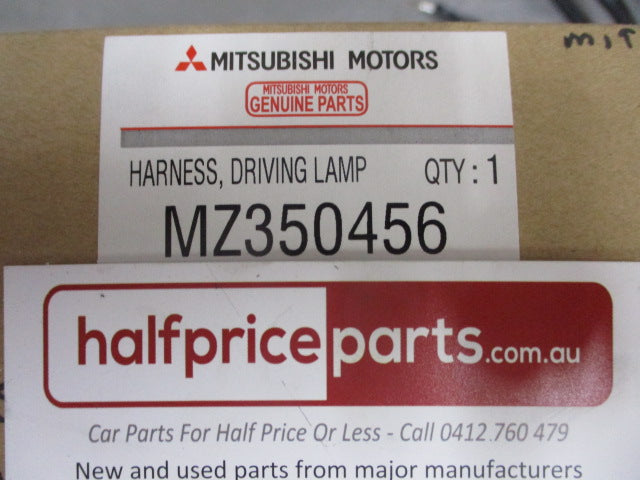 MIT
MITSUBISHI MOTORS
MITSUBISHI MOTORS
GENUINE PARTS
HARNESS, DRIVING LAMP QTY : 1
MZ350456
halfpriceparts.com.au
Car Parts For Half Price Or Less - Call 0412 760 479
New and used parts from major manufacturers